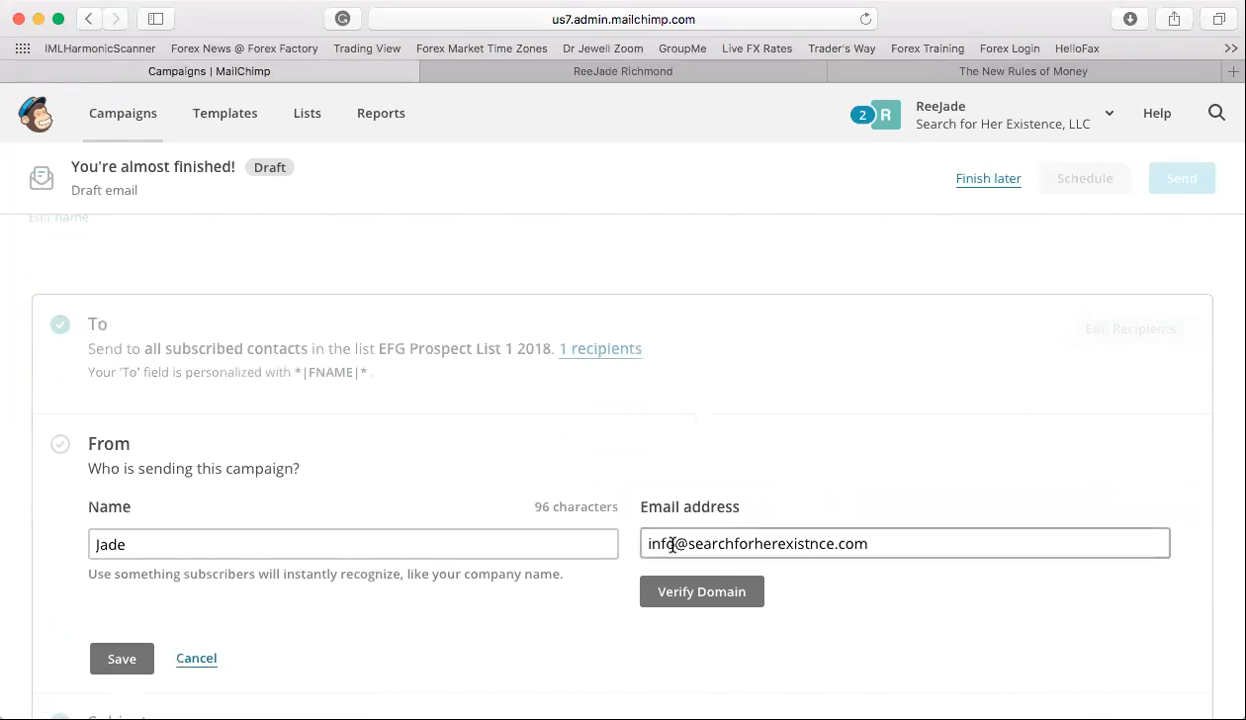 us7.admin.mailchimp.com
IMLHarmonicScanner Forex News @ Forex Factory Trading View Forex Market Time Zones Dr Jewell Zoom GroupMe Live FX Rates Trader's Way Forex Training Forex Login HelloFax
Campaigns | MailChimp ReeJade Richmond The New Rules of Money
Campaigns Templates Lists Reports 2 R ReeJade Help
Search for Her Existence, LLC
You're almost finished! Draft
Draft email
Finish later Schedule Send
Edit name
To
Edit Recipients
Send to all subscribed contacts in the list EFG Prospect List 1 2018. 1 recipients
Your 'To' field is personalized with *|FNAME|* .
From
Who is sending this campaign?
Name 96 characters Email address
Jade info@searchforherexistnce.com
Use something subscribers will instantly recognize, like your company name.
Verify Domain
Save Cancel